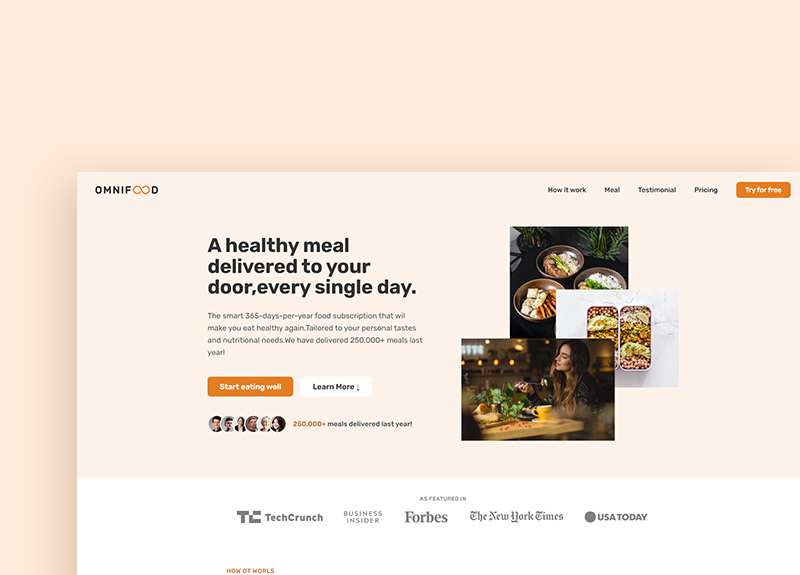 OMNIFOOD
How it work Meal Testimonial Pricing Try for free
A healthy meal
delivered to your
door,every single day.
The smart 365-days-per-year food subscription that wil
make you eat healthy again.Tailored to your personal tastes
and nutritional needs.We have delivered 250,000+ meals last
year!
Start eating well Learn More ↓
250,000+ meals delivered last year!
AS FEATURED IN
TC TechCrunch
BUSINESS
INSIDER
Forbes
The New York Times
USA TODAY
HOW OT WORLS